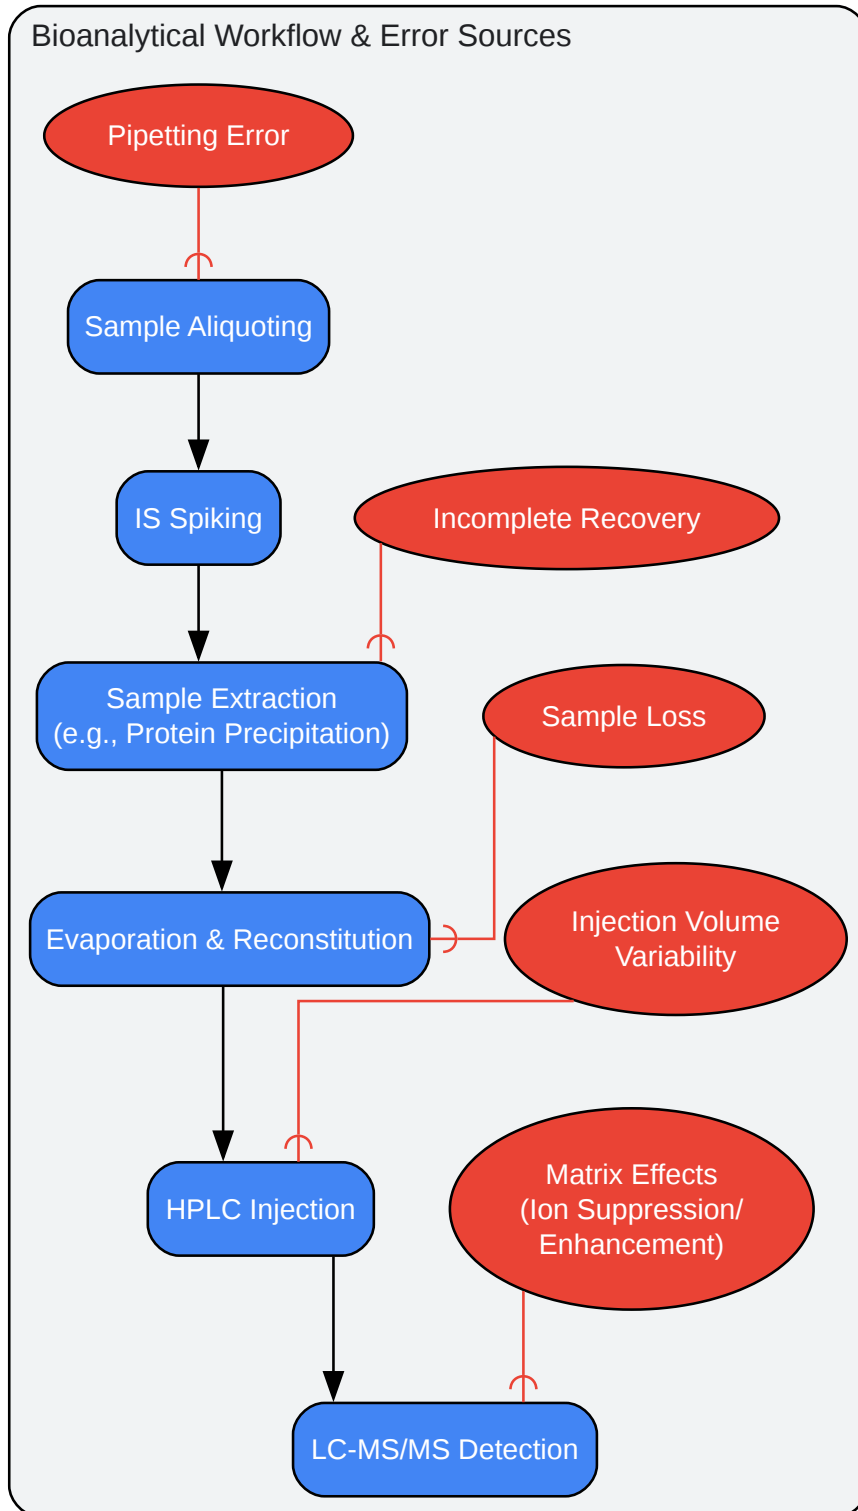 Bioanalytical Workflow & Error Sources
Pipetting Error
Sample Aliquoting
IS Spiking
Incomplete Recovery
Sample Extraction
(e.g., Protein Precipitation)
Sample Loss
Evaporation & Reconstitution
Injection Volume
Variability
HPLC Injection
Matrix Effects
(Ion Suppression/
Enhancement)
LC-MS/MS Detection